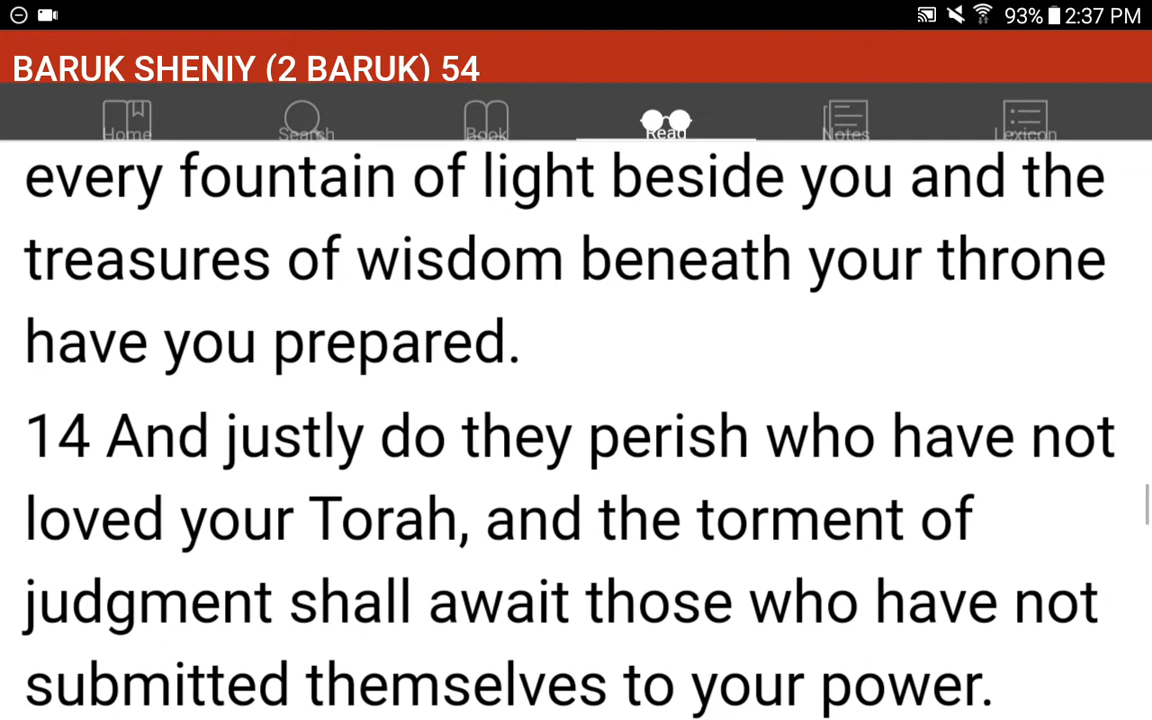 93% 2:37 PM
BARUK SHENIY (2 BARUK) 54
Home Search Book Read Notes Lexicon
every fountain of light beside you and the
treasures of wisdom beneath your throne
have you prepared.
14 And justly do they perish who have not
loved your Torah, and the torment of
judgment shall await those who have not
submitted themselves to your power.